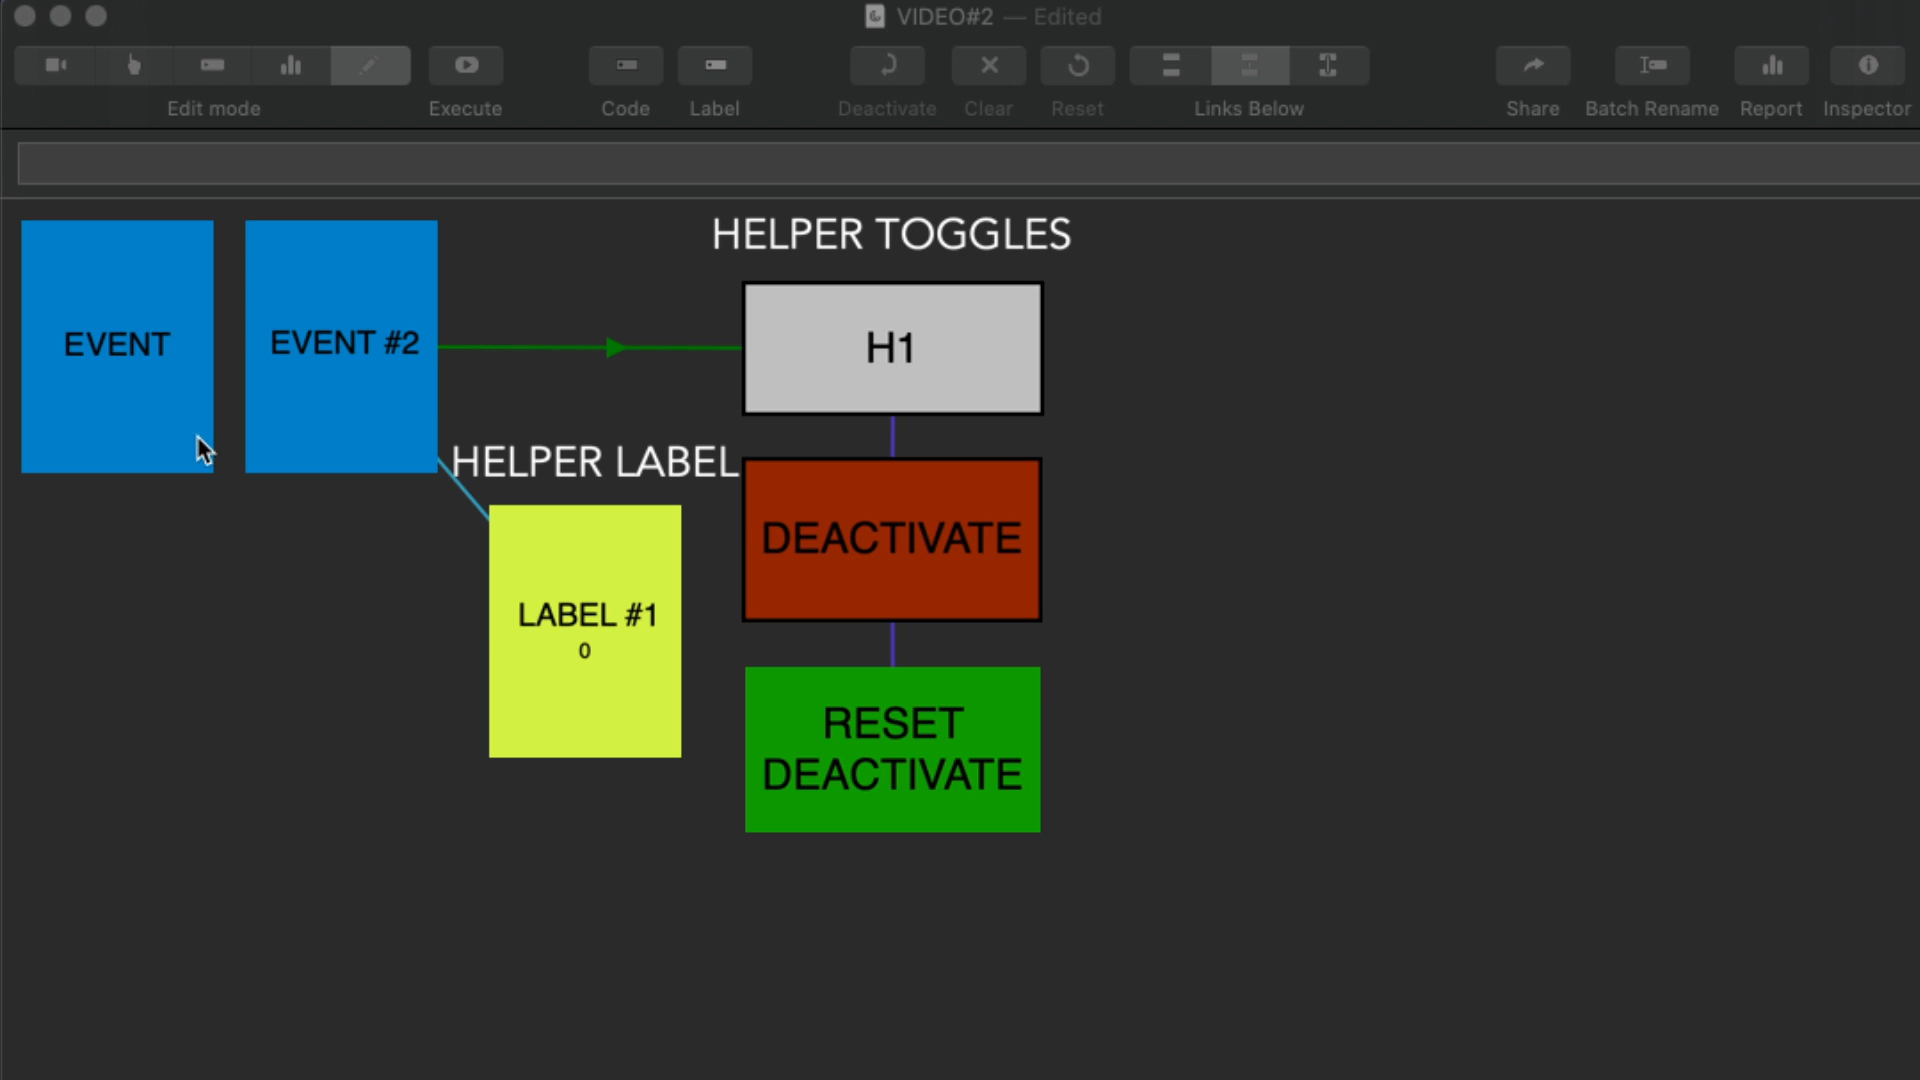 VIDEO#2 — Edited
Edit mode
Execute
Code
Label
Deactivate
Clear
Reset
Links Below
Share
Batch Rename
Report
Inspector
HELPER TOGGLES
EVENT
EVENT #2
H1
HELPER LABEL
DEACTIVATE
LABEL #1
0
RESET
DEACTIVATE